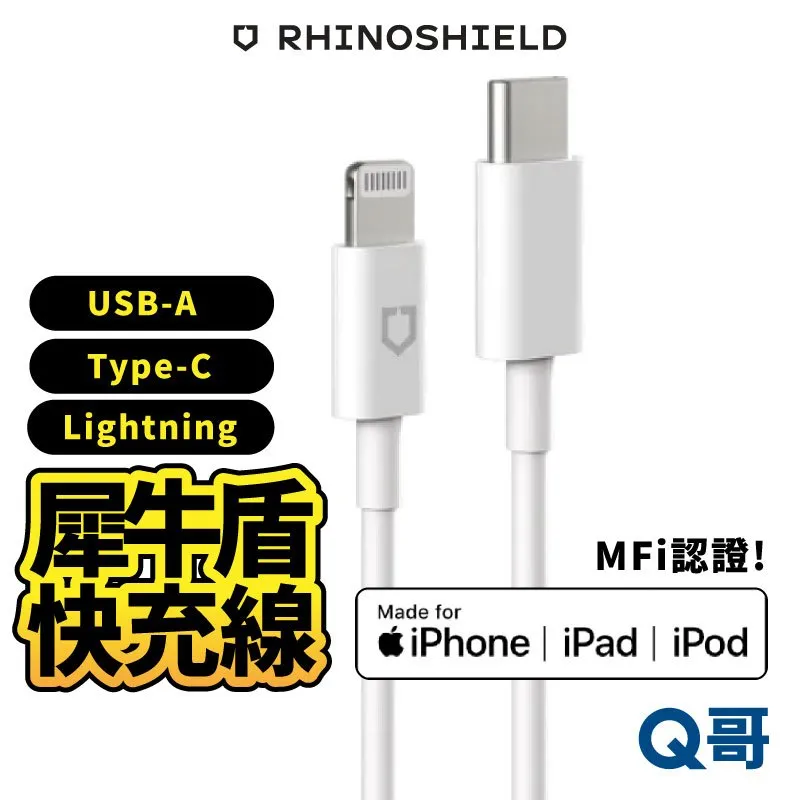 RHINOSHIELD
USB-A
Type-C
Lightning
犀牛盾
快充線
MFi認證!
Made for
iPhone | iPad | iPod
Q哥